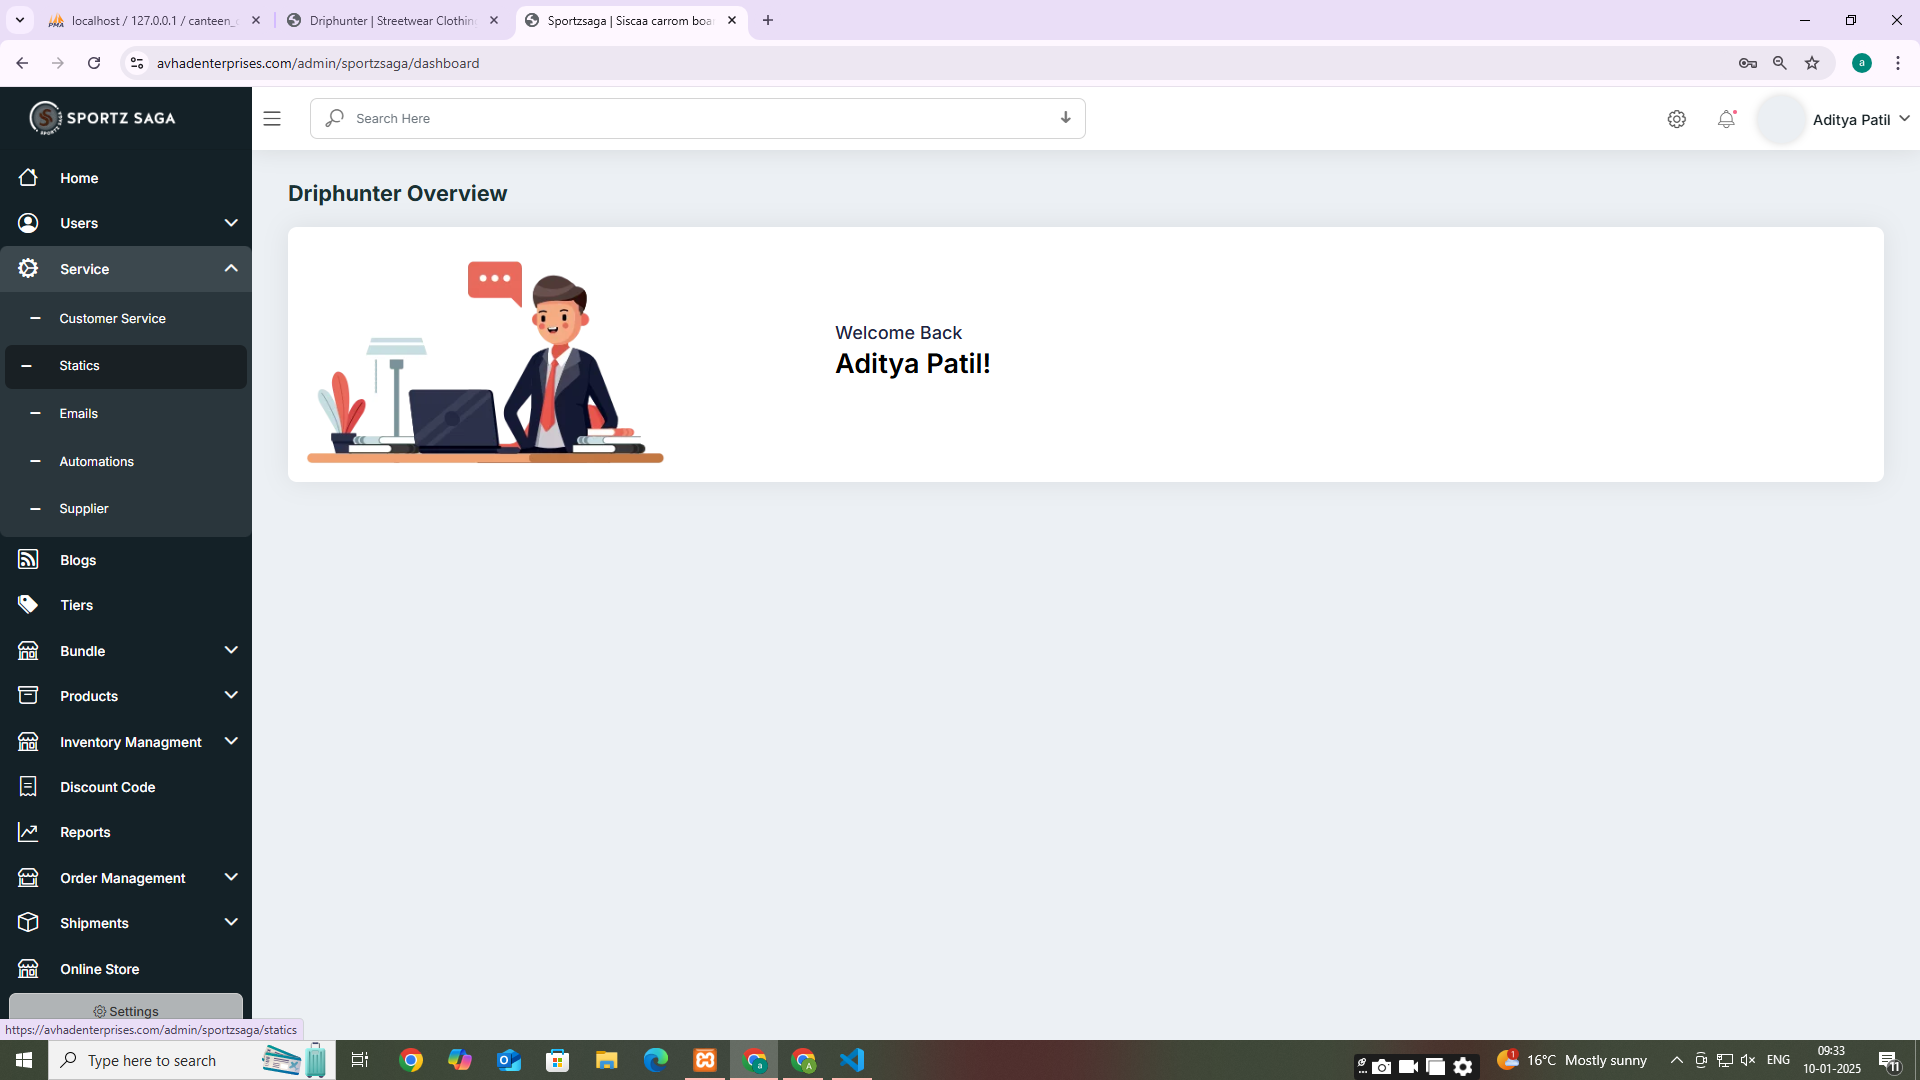 localhost / 127.0.0.1 / canteen_
Driphunter | Streetwear Clothin
Sportzsaga | Siscaa carrom boa
avhadenterprises.com/admin/sportzsaga/dashboard
a
SPORTZ SAGA
Search Here
Aditya Patil
Home
Users
Service
Customer Service
Statics
Emails
Automations
Supplier
Blogs
Tiers
Bundle
Products
Inventory Managment
Discount Code
Reports
Order Management
Shipments
Online Store
Settings
Driphunter Overview
Welcome Back
Aditya Patil!
https://avhadenterprises.com/admin/sportzsaga/statics
Type here to search
1
16°C Mostly sunny
ENG
09:33
10-01-2025
11